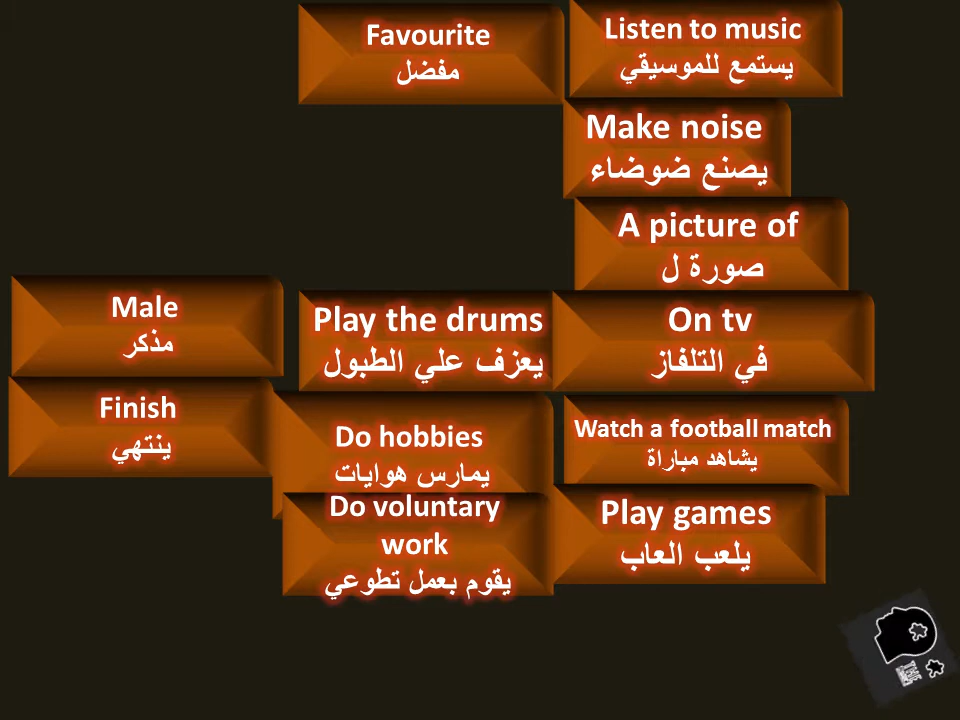 Favourite
مفضل
Listen to music
يستمع للموسيقي
Make noise
يصنع ضوضاء
A picture of
صورة ل
Male
مذكر
Play the drums
يعزف علي الطبول
On tv
في التلفاز
Finish
ينتهي
Do hobbies
يمارس هوايات
Watch a football match
يشاهد مباراة
Do voluntary
work
يقوم بعمل تطوعي
Play games
يلعب العاب